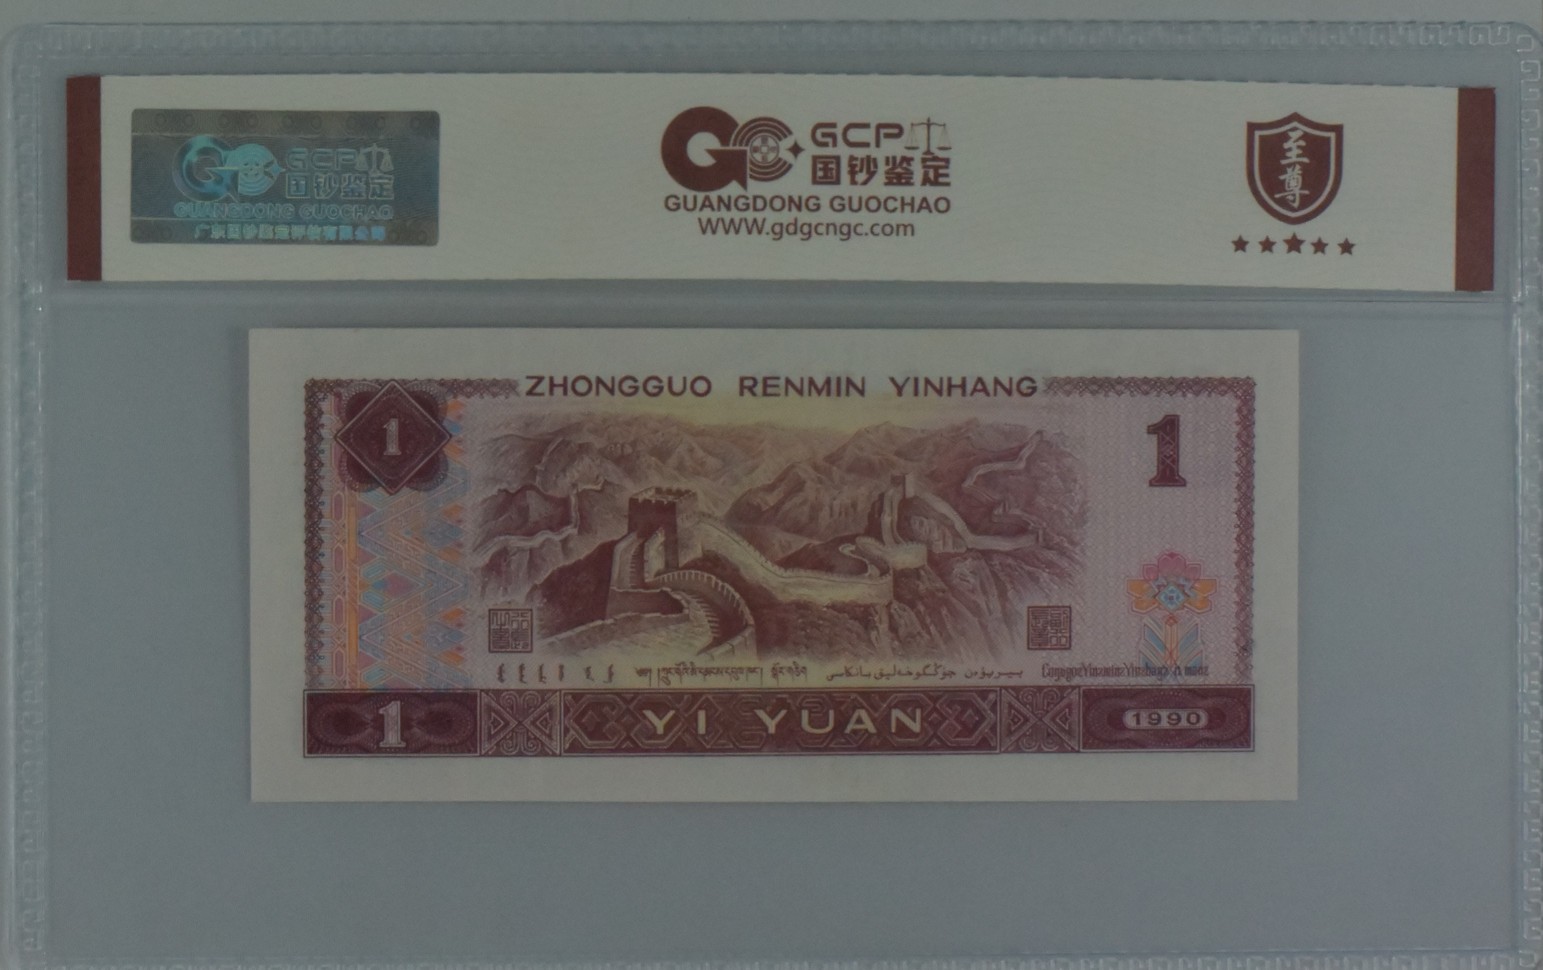 GCP
国钞鉴定
GUANGDONG GUOCHAO
GCP
国钞鉴定
GUANGDONG GUOCHAO
WWW.gdgcngc.com
至尊
ZHONGGUO RENMIN YINHANG
1
1
1
YI YUAN
1990